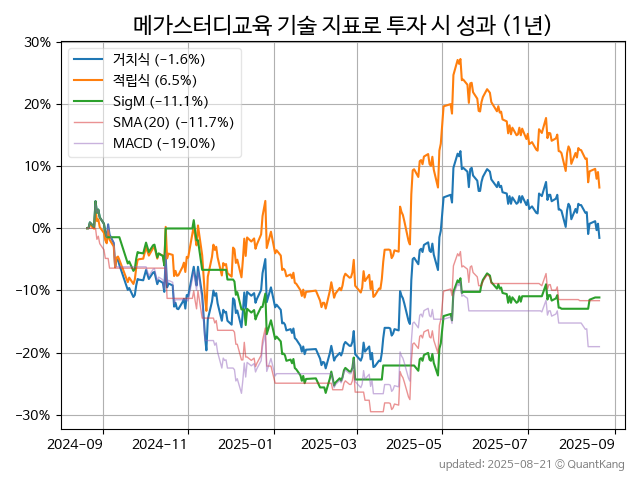 메가스터디교육 기술 지표로 투자 시 성과 (1년)
30%
20%
10%
0%
−10%
−20%
−30%
거치식 (−1.6%)
적립식 (6.5%)
SigM (−11.1%)
SMA(20) (−11.7%)
MACD (−19.0%)
2024-09
2024-11
2025-01
2025-03
2025-05
2025-07
2025-09
updated: 2025-08-21 © QuantKang